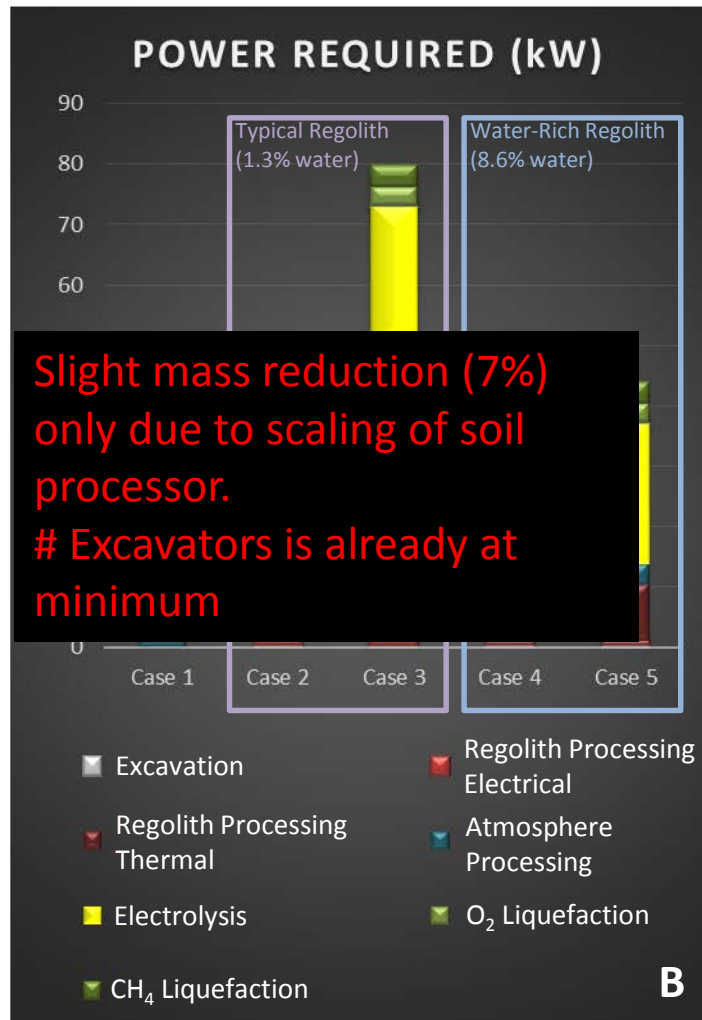 POWER REQUIRED (kW)
90
80
70
60
0
Typical Regolith
(1.3% water)
Water-Rich Regolith
(8.6% water)
Slight mass reduction (7%)
only due to scaling of soil
processor.
# Excavators is already at
minimum
Case 1
Case 2
Case 3
Case 4
Case 5
Excavation
Regolith Processing
Electrical
Regolith Processing
Thermal
Atmosphere
Processing
Electrolysis
O₂ Liquefaction
CH₄ Liquefaction
B